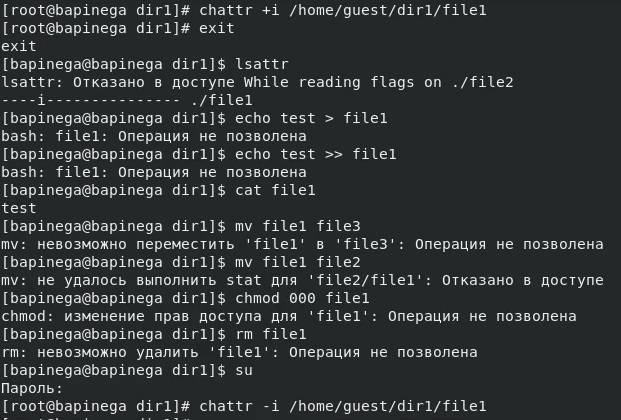 [root@bapinega dir1]# chattr +i /home/guest/dir1/file1
[root@bapinega dir1]# exit
exit
[bapinega@bapinega dir1]$ lsattr
lsattr: Отказано в доступе While reading flags on ./file2
----i--------------- ./file1
[bapinega@bapinega dir1]$ echo test > file1
bash: file1: Операция не позволена
[bapinega@bapinega dir1]$ echo test >> file1
bash: file1: Операция не позволена
[bapinega@bapinega dir1]$ cat file1
test
[bapinega@bapinega dir1]$ mv file1 file3
mv: невозможно переместить 'file1' в 'file3': Операция не позволена
[bapinega@bapinega dir1]$ mv file1 file2
mv: не удалось выполнить stat для 'file2/file1': Отказано в доступе
[bapinega@bapinega dir1]$ chmod 000 file1
chmod: изменение прав доступа для 'file1': Операция не позволена
[bapinega@bapinega dir1]$ rm file1
rm: невозможно удалить 'file1': Операция не позволена
[bapinega@bapinega dir1]$ su
Пароль:
[root@bapinega dir1]# chattr -i /home/guest/dir1/file1